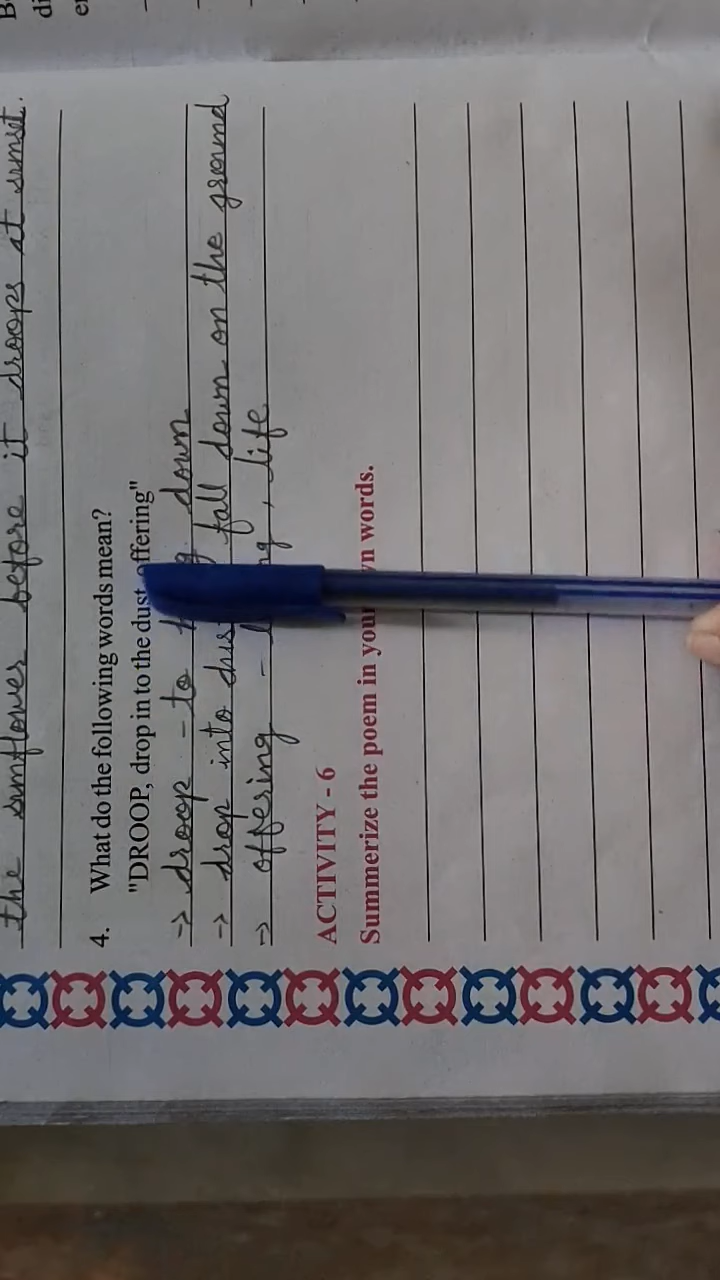 the sunflower before it droops at sunset.
4. What do the following words mean?
"DROOP, drop in to the dust offering"
-> droop - to down
-> drop into dust fall down on the ground
-> offering - , life
ACTIVITY - 6
Summerize the poem in your own words.